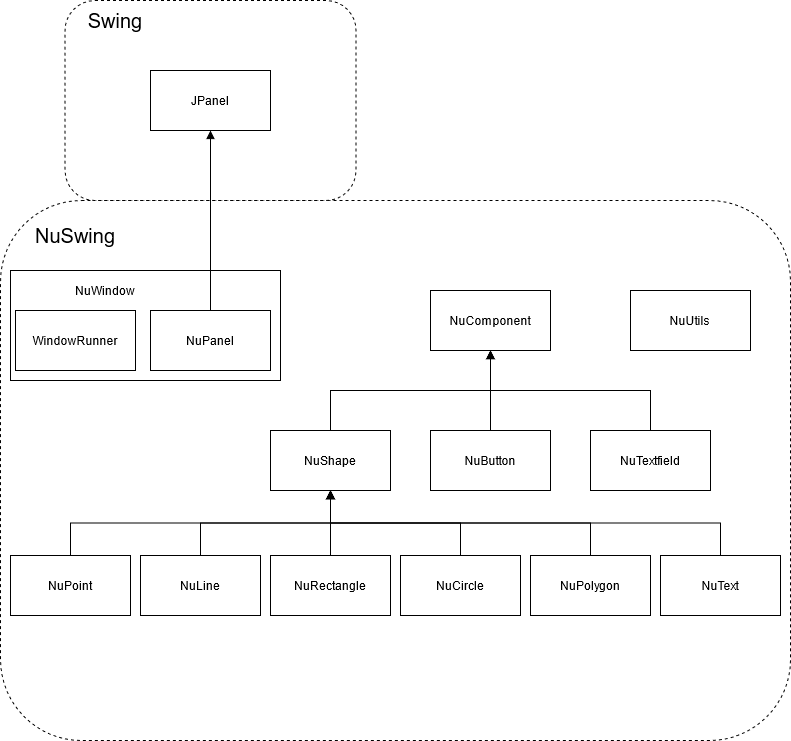 Swing
JPanel
NuSwing
NuWindow
WindowRunner
NuPanel
NuComponent
NuUtils
NuShape
NuButton
NuTextfield
NuPoint
NuLine
NuRectangle
NuCircle
NuPolygon
NuText